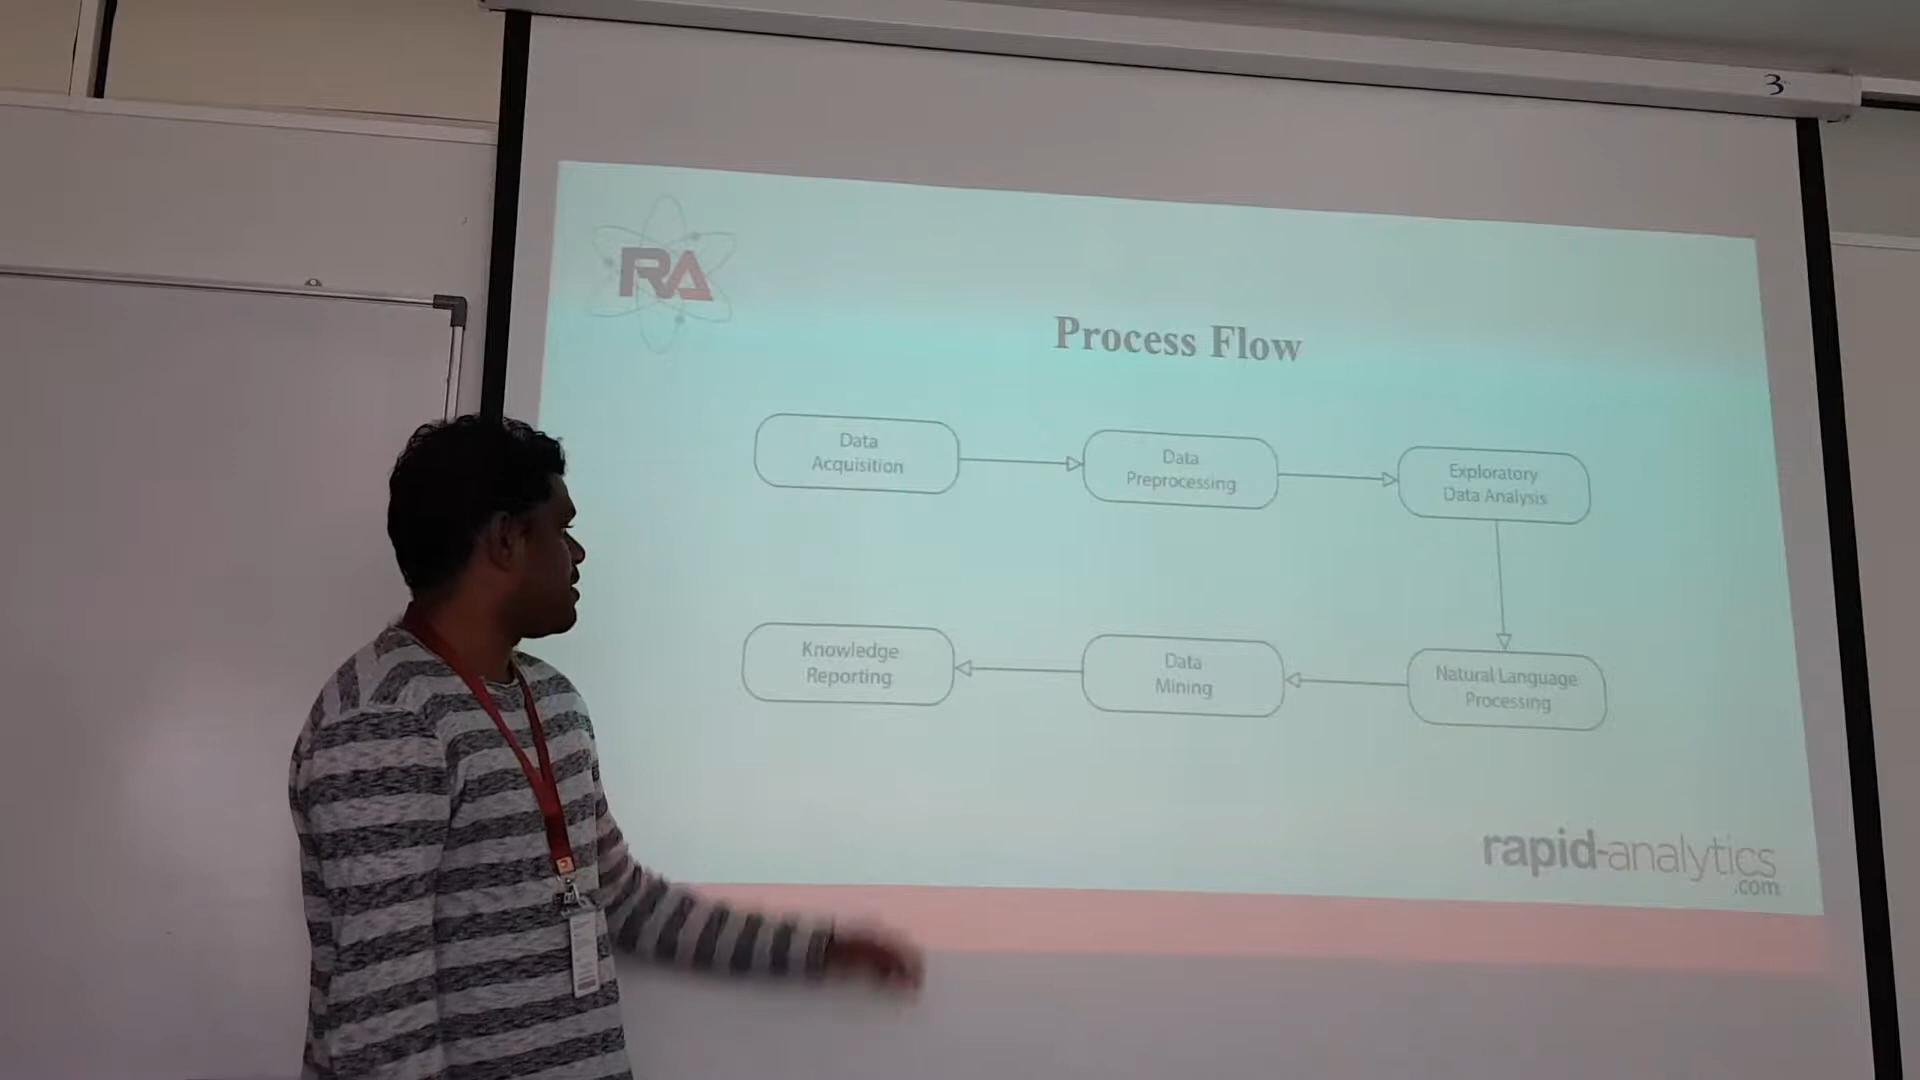 3
RA
Process Flow
Data
Acquisition
Data
Preprocessing
Exploratory
Data Analysis
Knowledge
Reporting
Data
Mining
Natural Language
Processing
rapid-analytics
.com